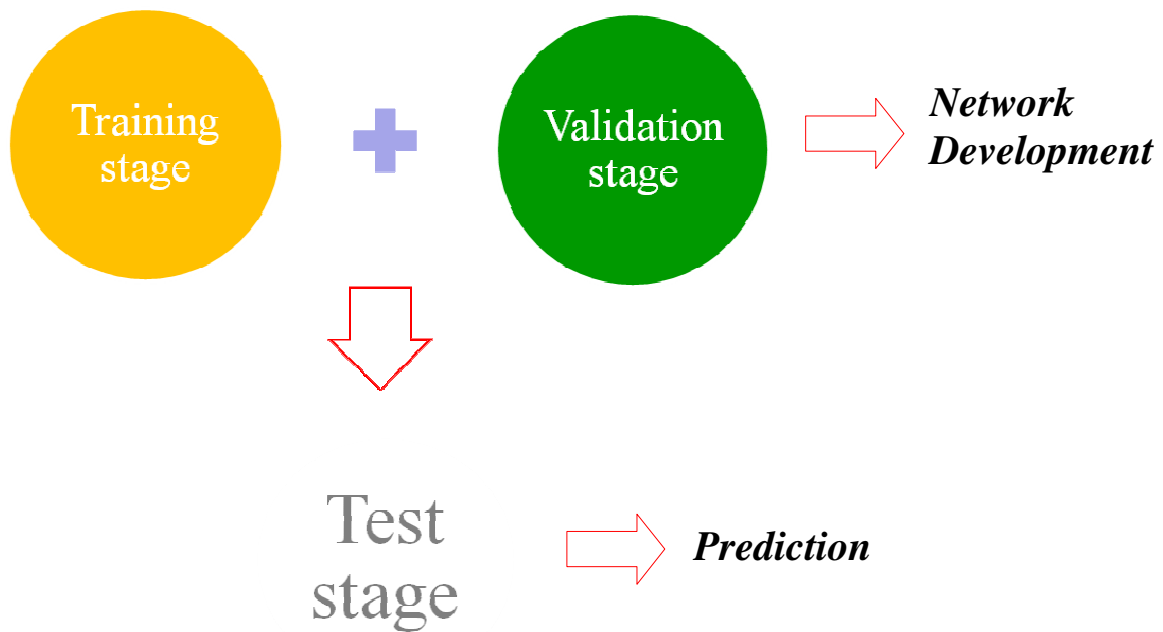 Training
stage
Validation
stage
Network
Development
Test
stage
Prediction